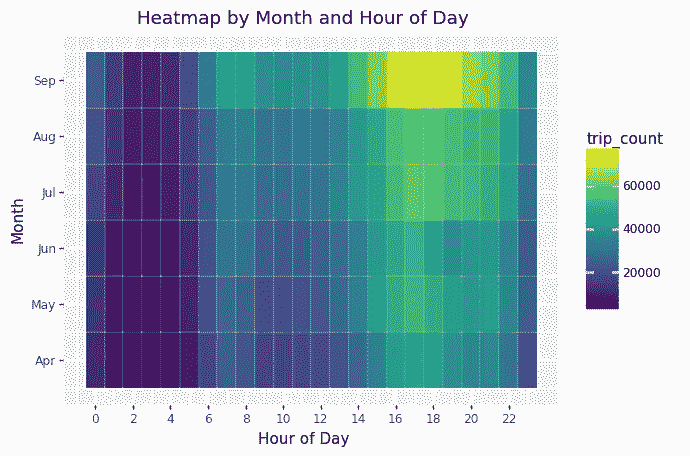 Heatmap by Month and Hour of Day
Sep
Aug
Jul
Jun
May
Apr
Month
0 2 4 6 8 10 12 14 16 18 20 22
Hour of Day
trip_count
60000
40000
20000